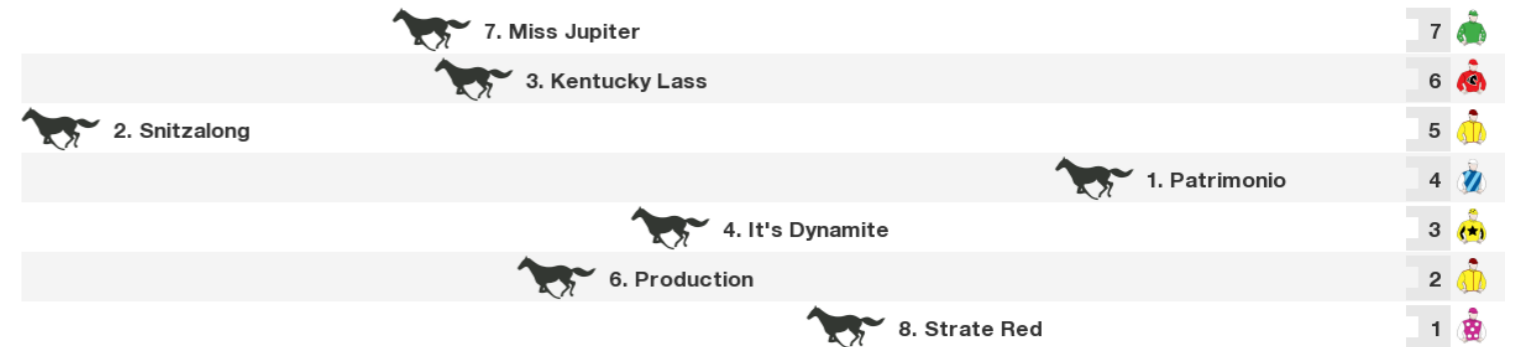 7. Miss Jupiter 7
3. Kentucky Lass 6
2. Snitzalong 5
1. Patrimonio 4
4. It's Dynamite 3
6. Production 2
8. Strate Red 1